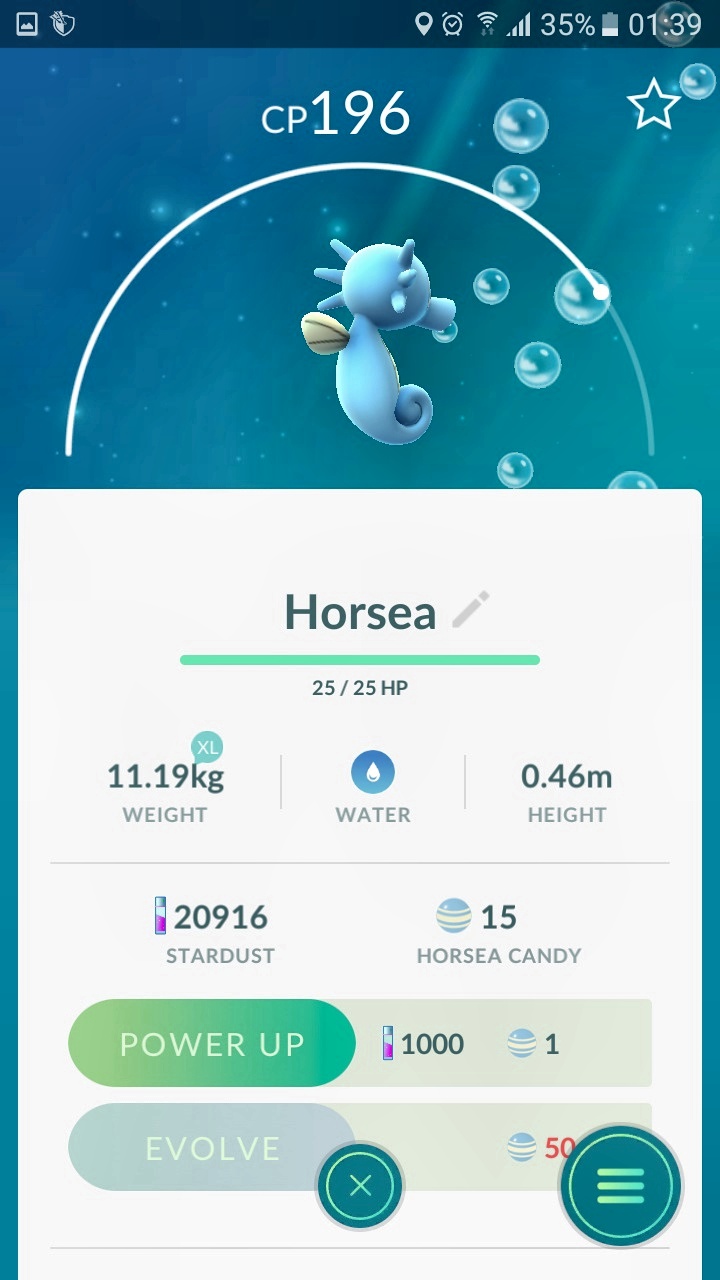 35% 01:39
CP196
Horsea
25 / 25 HP
XL
11.19kg 0.46m
WEIGHT WATER HEIGHT
20916 15
STARDUST HORSEA CANDY
POWER UP 1000 1
EVOLVE 50